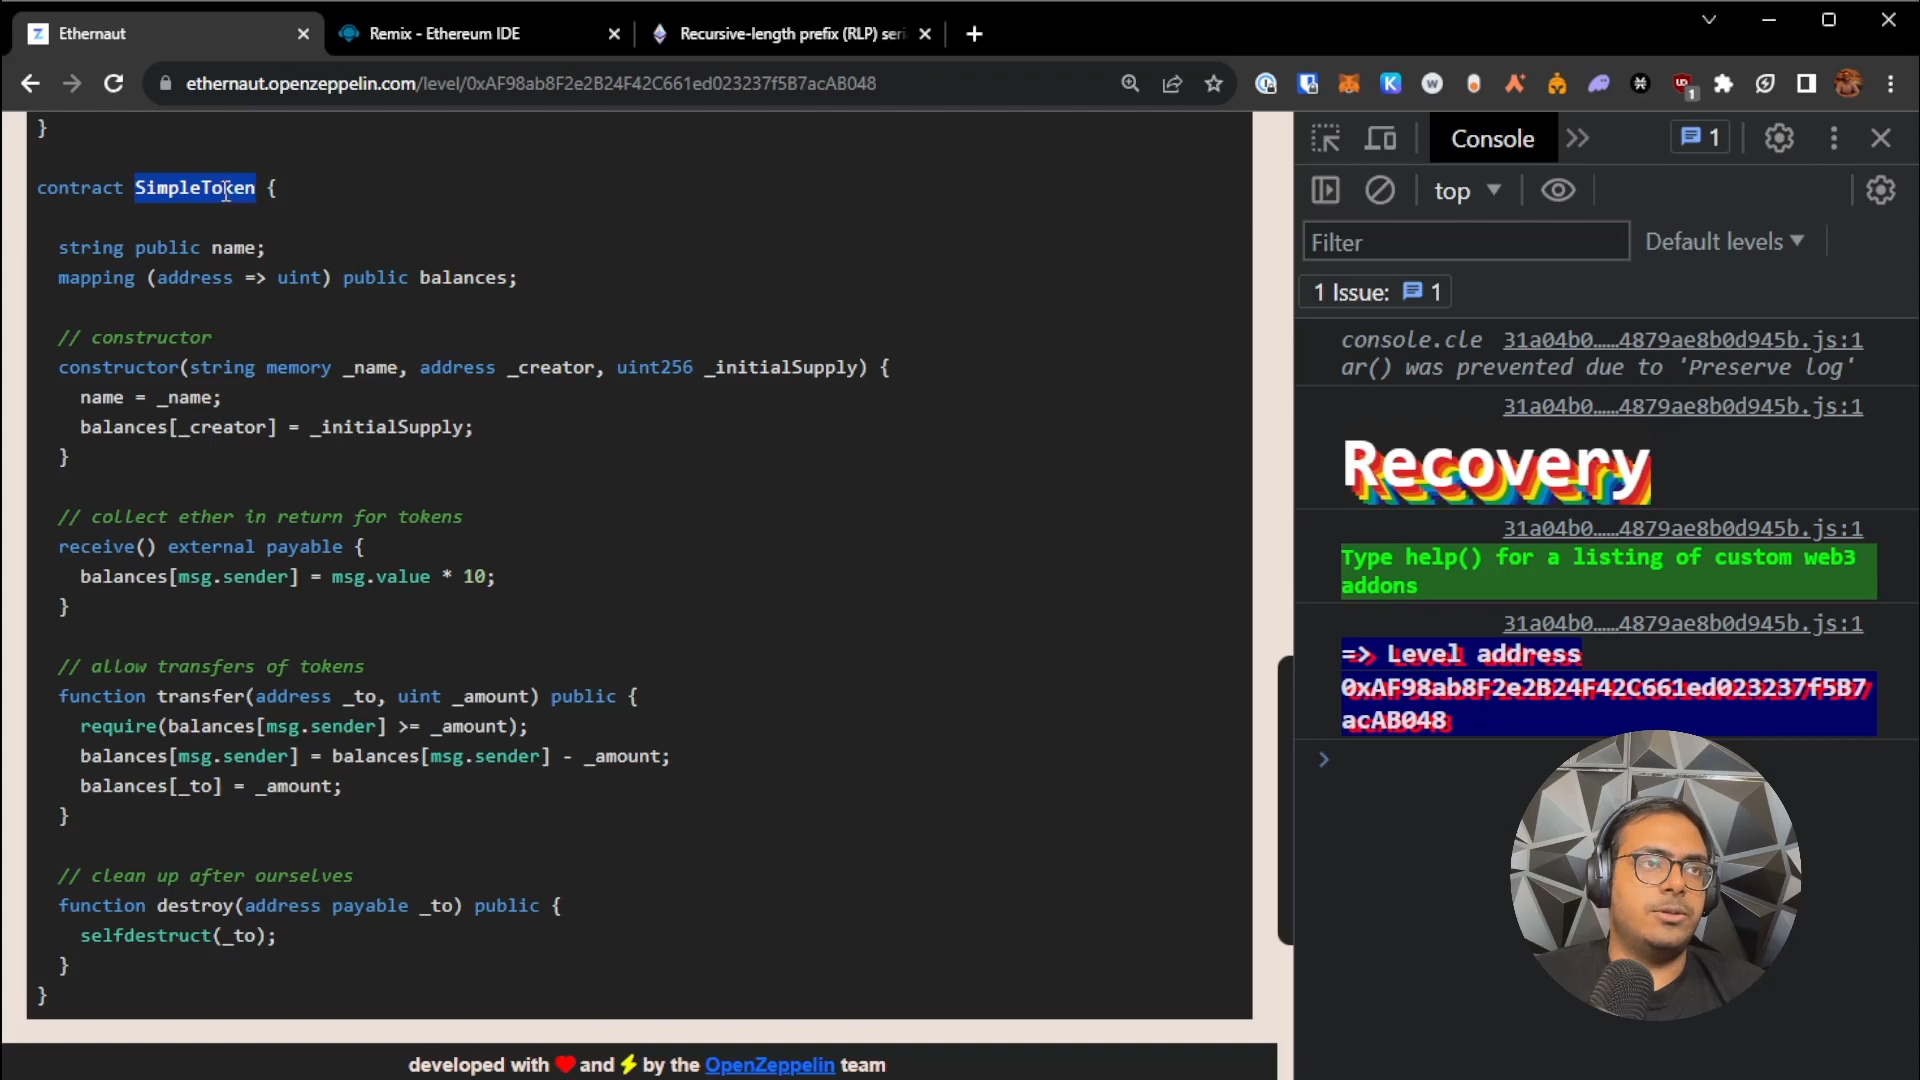 Ethernaut
Remix - Ethereum IDE
Recursive-length prefix (RLP) seri
ethernaut.openzeppelin.com/level/0xAF98ab8F2e2B24F42C661ed023237f5B7acAB048
}
contract SimpleToken {
string public name;
mapping (address => uint) public balances;
// constructor
constructor(string memory _name, address _creator, uint256 _initialSupply) {
name = _name;
balances[_creator] = _initialSupply;
}
// collect ether in return for tokens
receive() external payable {
balances[msg.sender] = msg.value * 10;
}
// allow transfers of tokens
function transfer(address _to, uint _amount) public {
require(balances[msg.sender] >= _amount);
balances[msg.sender] = balances[msg.sender] - _amount;
balances[_to] = _amount;
}
// clean up after ourselves
function destroy(address payable _to) public {
selfdestruct(_to);
}
}
developed with ❤ and ⚡ by the OpenZeppelin team
Console
1
top
Filter
Default levels
1 Issue: 1
console.cle 31a04b0……4879ae8b0d945b.js:1
ar() was prevented due to 'Preserve log'
31a04b0……4879ae8b0d945b.js:1
Recovery
31a04b0……4879ae8b0d945b.js:1
Type help() for a listing of custom web3
addons
31a04b0……4879ae8b0d945b.js:1
=> Level address
0xAF98ab8F2e2B24F42C661ed023237f5B7
acAB048